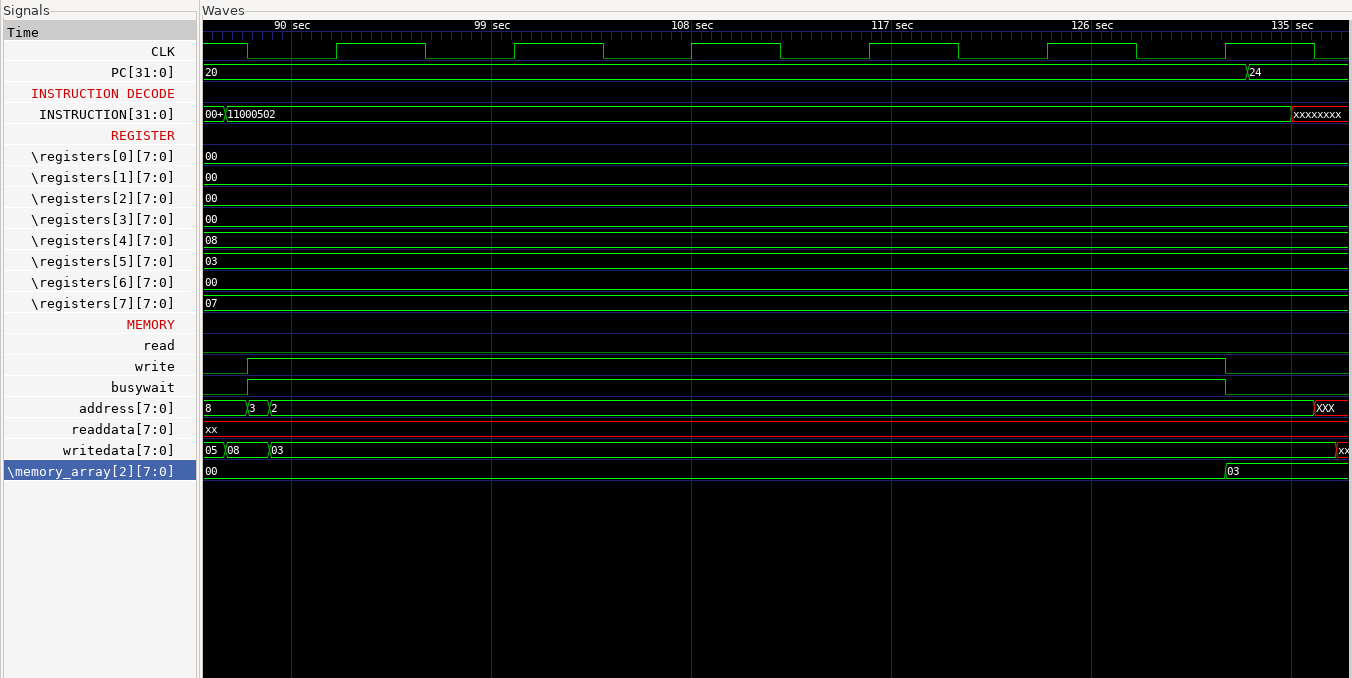 Signals Waves
Time 90 sec 99 sec 108 sec 117 sec 126 sec 135 sec
CLK
PC[31:0] 20 24
INSTRUCTION DECODE
INSTRUCTION[31:0] 00+ 11000502 xxxxxxxx
REGISTER
\registers[0][7:0] 00
\registers[1][7:0] 00
\registers[2][7:0] 00
\registers[3][7:0] 00
\registers[4][7:0] 08
\registers[5][7:0] 03
\registers[6][7:0] 00
\registers[7][7:0] 07
MEMORY
read
write
busywait
address[7:0] 8 3 2 XXX
readdata[7:0] xx
writedata[7:0] 05 08 03 xx
\memory_array[2][7:0] 00 03